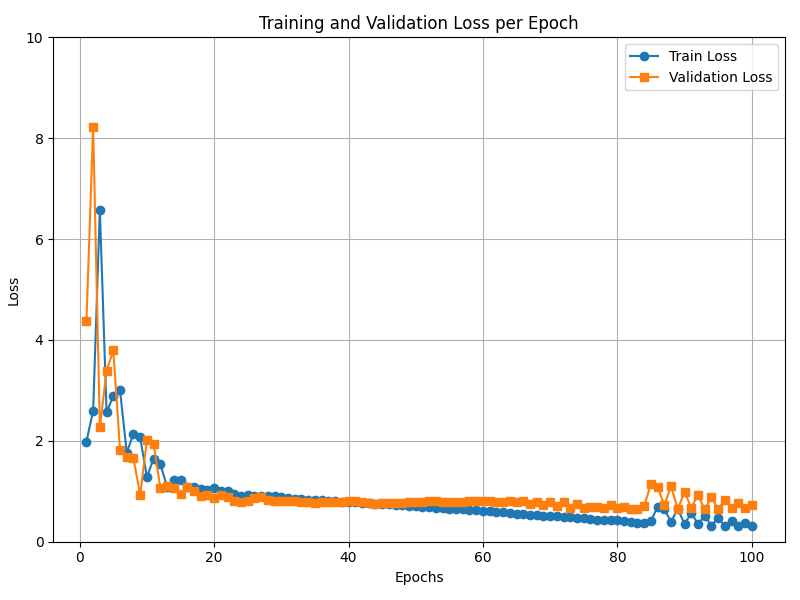 Training and Validation Loss per Epoch
10
8
6
4
2
0
Loss
Train Loss
Validation Loss
0 20 40 60 80 100
Epochs